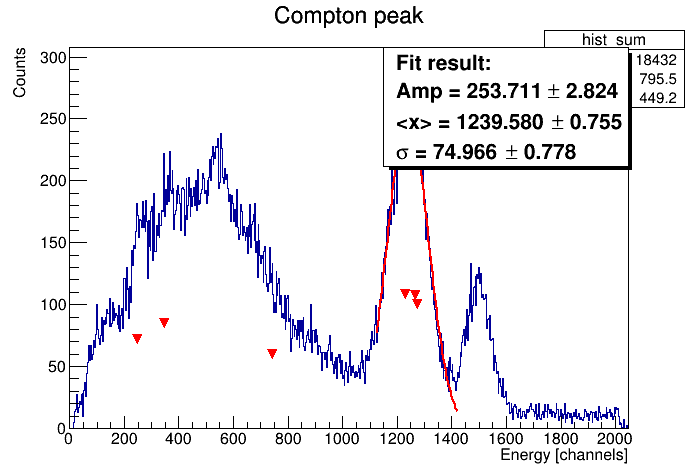 Compton peak
hist_sum
18432
795.5
449.2
Fit result:
Amp = 253.711 ± 2.824
<x> = 1239.580 ± 0.755
σ = 74.966 ± 0.778
Counts
300
250
200
150
100
50
0
0 200 400 600 800 1000 1200 1400 1600 1800 2000
Energy [channels]